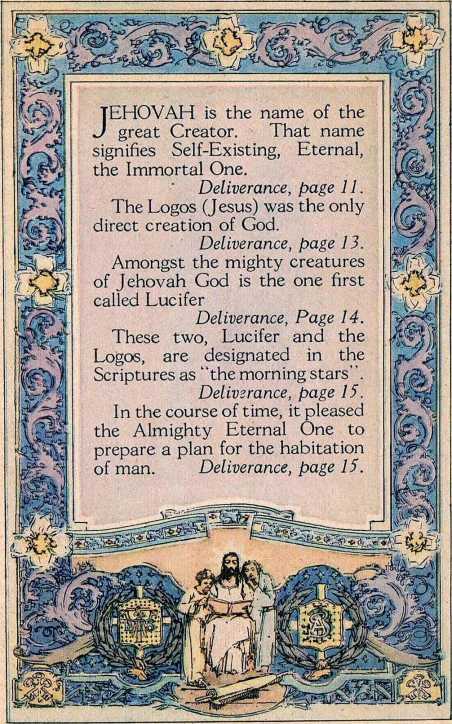 JEHOVAH is the name of the
great Creator. That name
signifies Self-Existing, Eternal,
the Immortal One.
Deliverance, page 11.
The Logos (Jesus) was the only
direct creation of God.
Deliverance, page 13.
Amongst the mighty creatures
of Jehovah God is the one first
called Lucifer
Deliverance, Page 14.
These two, Lucifer and the
Logos, are designated in the
Scriptures as "the morning stars".
Deliverance, page 15.
In the course of time, it pleased
the Almighty Eternal One to
prepare a plan for the habitation
of man. Deliverance, page 15.